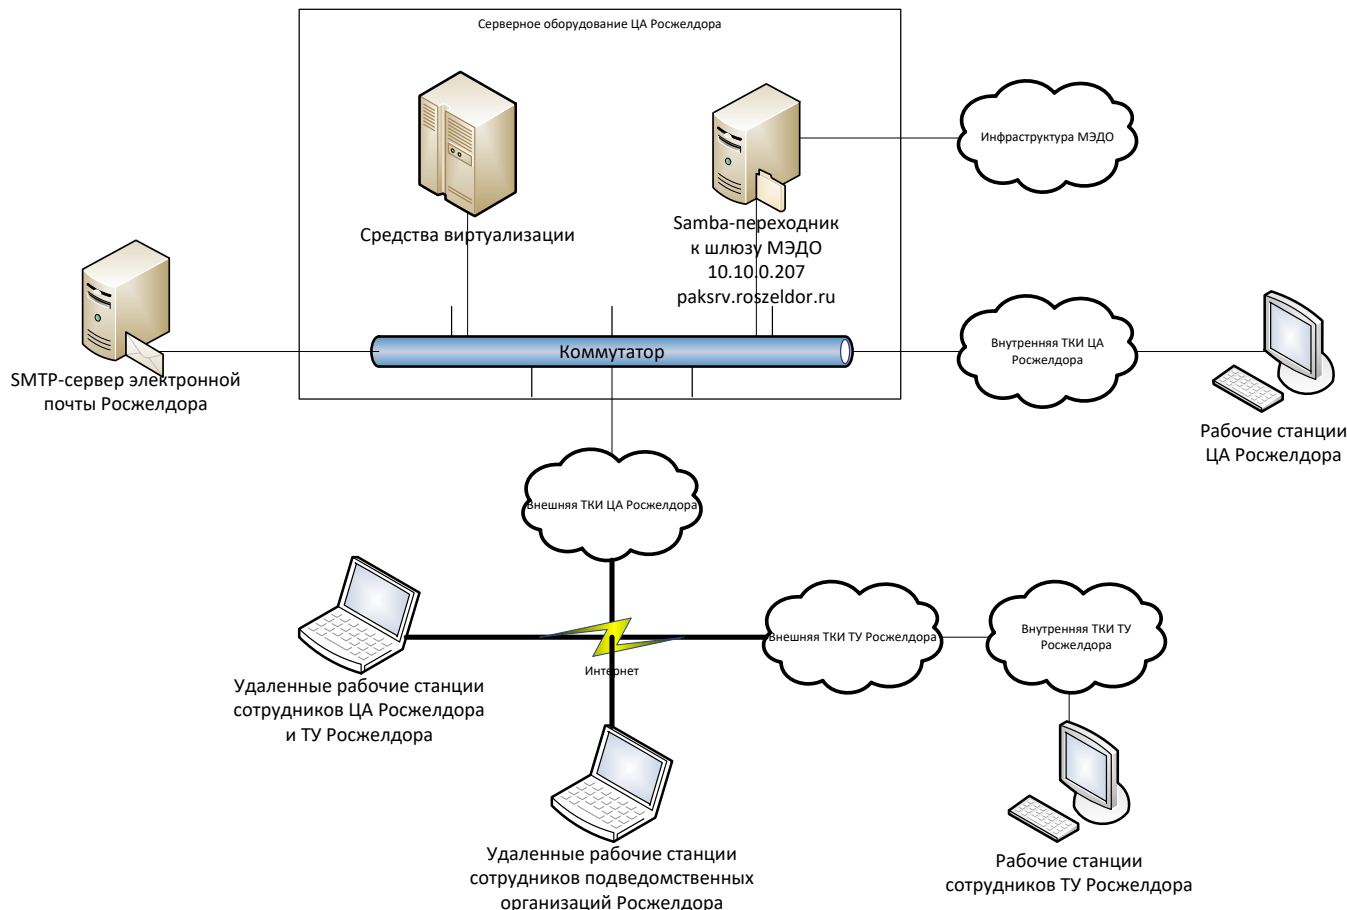 Серверное оборудование ЦА Росжелдора
Инфраструктура МЭДО
Средства виртуализации
Samba-переходник
к шлюзу МЭДО
10.10.0.207
paksrv.roszeldor.ru
Коммутатор
SMTP-сервер электронной
почты Росжелдора
Внутренняя ТКИ ЦА
Росжелдора
Рабочие станции
ЦА Росжелдора
Внешняя ТКИ ЦА Росжелдора
Интернет
Внешняя ТКИ ТУ Росжелдора
Внутренняя ТКИ ТУ
Росжелдора
Удаленные рабочие станции
сотрудников ЦА Росжелдора
и ТУ Росжелдора
Удаленные рабочие станции
сотрудников подведомственных
организаций Росжелдора
Рабочие станции
сотрудников ТУ Росжелдора